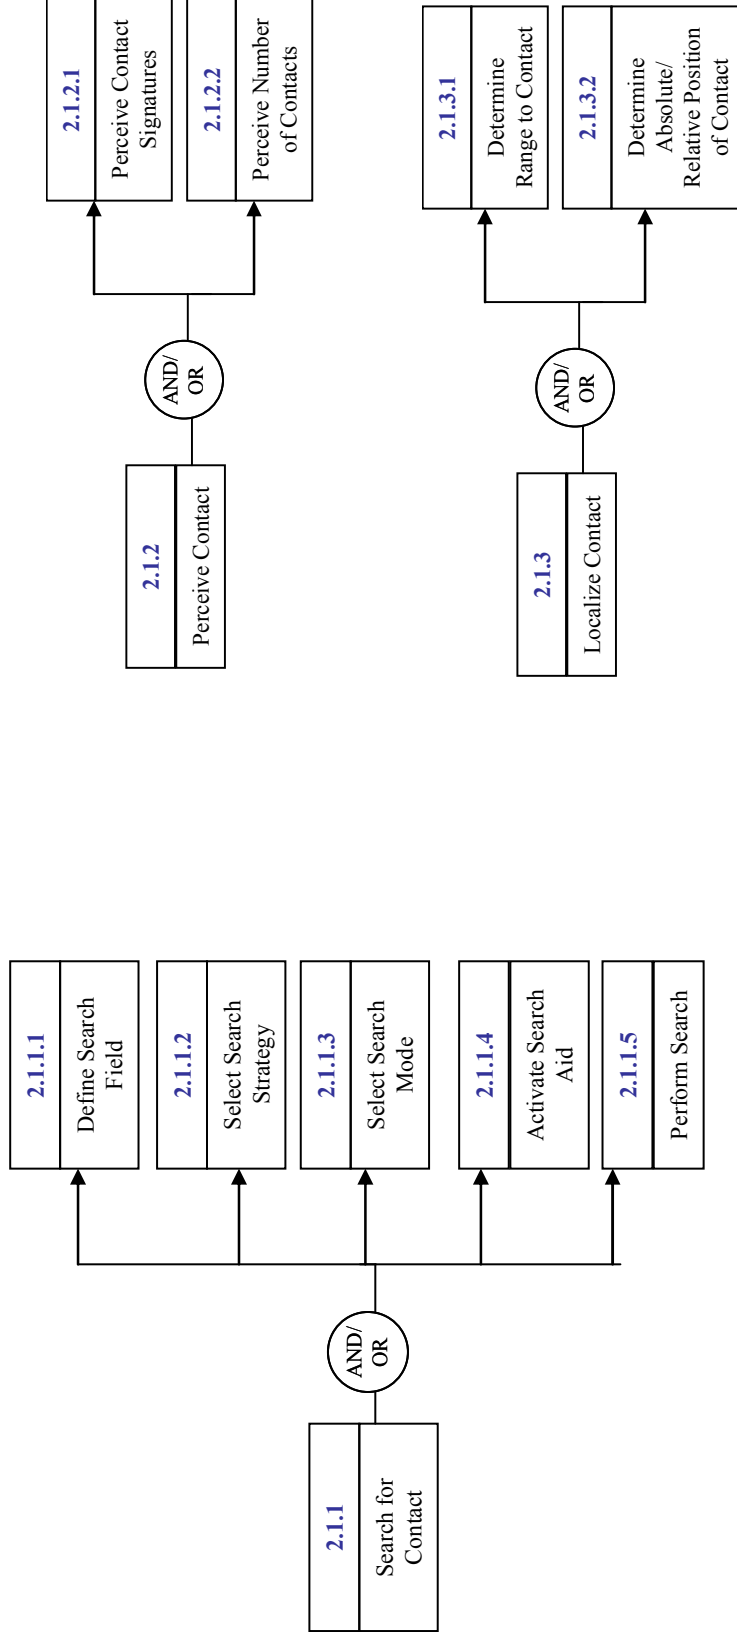 2.1.1
Search for
Contact
AND/
OR
2.1.1.1
Define Search
Field
2.1.1.2
Select Search
Strategy
2.1.1.3
Select Search
Mode
2.1.1.4
Activate Search
Aid
2.1.1.5
Perform Search
2.1.2
Perceive Contact
AND/
OR
2.1.2.1
Perceive Contact
Signatures
2.1.2.2
Perceive Number
of Contacts
2.1.3
Localize Contact
AND/
OR
2.1.3.1
Determine
Range to Contact
2.1.3.2
Determine
Absolute/
Relative Position
of Contact